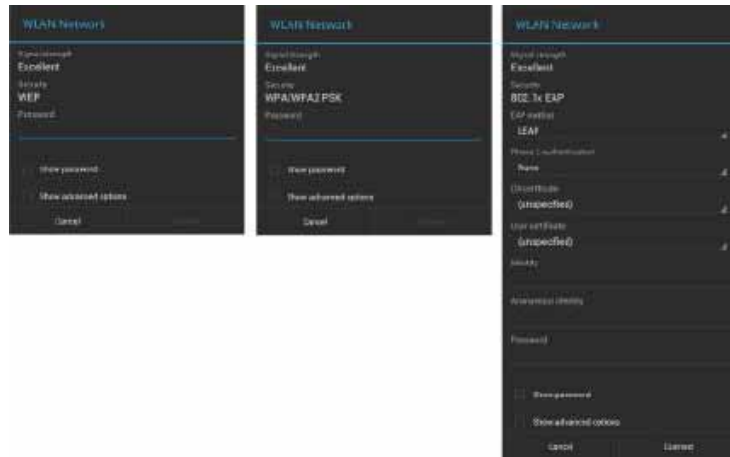 WLAN Network
Signal strength
Excellent
Security
WEP
Password
Show password
Show advanced options
Cancel
WLAN Network
Signal strength
Excellent
Security
WPA/WPA2 PSK
Password
Show password
Show advanced options
Cancel
WLAN Network
Signal strength
Excellent
Security
802.1x EAP
EAP method
LEAP
Phase 2 authentication
None
CA certificate
(unspecified)
User certificate
(unspecified)
Identity
Anonymous identity
Password
Show password
Show advanced options
Cancel
Connect